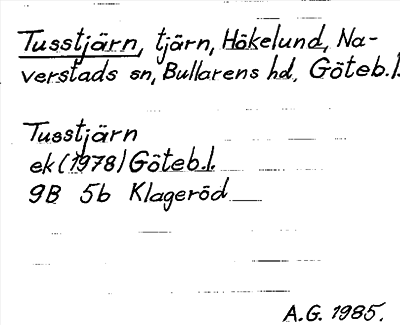 Tusstjärn, tjärn, Hökelund, Na-
verstads sn, Bullarens hd, Göteb.l.
Tusstjärn
ek (1978) Göteb.l.
9B 5b Klageröd
A.G. 1985.